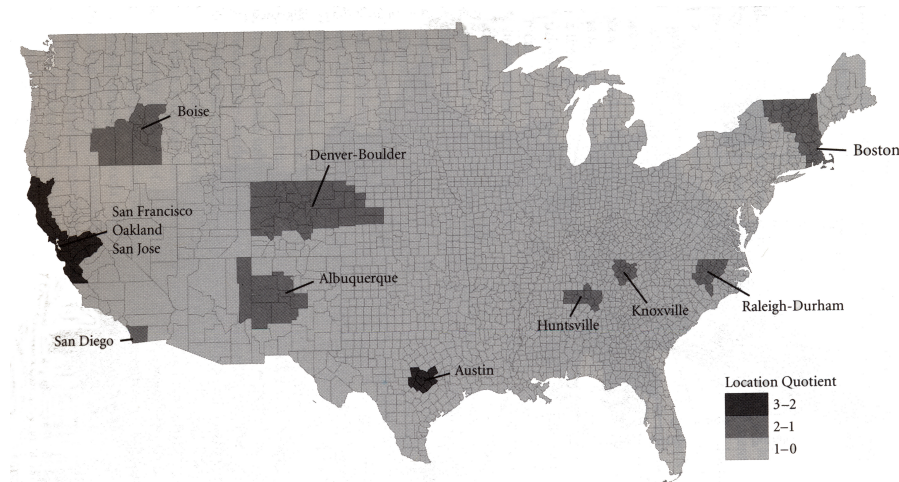 Boise
Denver-Boulder
Boston
San Francisco
Oakland
San Jose
Albuquerque
Knoxville
Raleigh-Durham
Huntsville
San Diego
Austin
Location Quotient
3–2
2–1
1–0